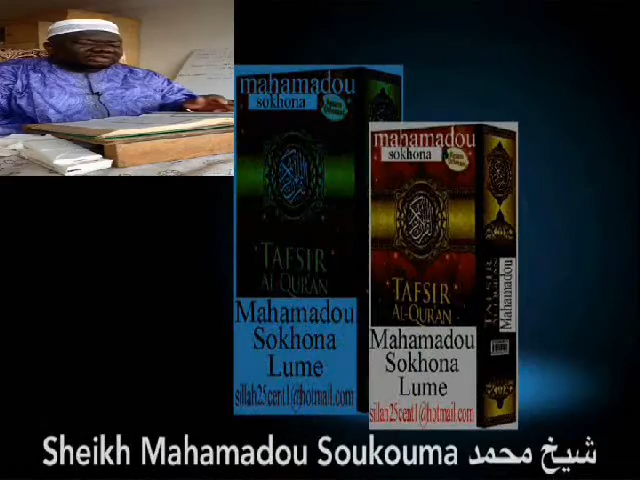 mahamadou
sokhona
TAFSIR
AL-QURAN
Mahamadou
Sokhona
Lume
sillah25cent1@hotmail.com
mahamadou
sokhona
TAFSIR
AL-QURAN
Mahamadou
Sokhona
Lume
sillah25cent1@hotmail.com
TAFSIR
Mahamadou
Sheikh Mahamadou Soukouma شيخ محمد